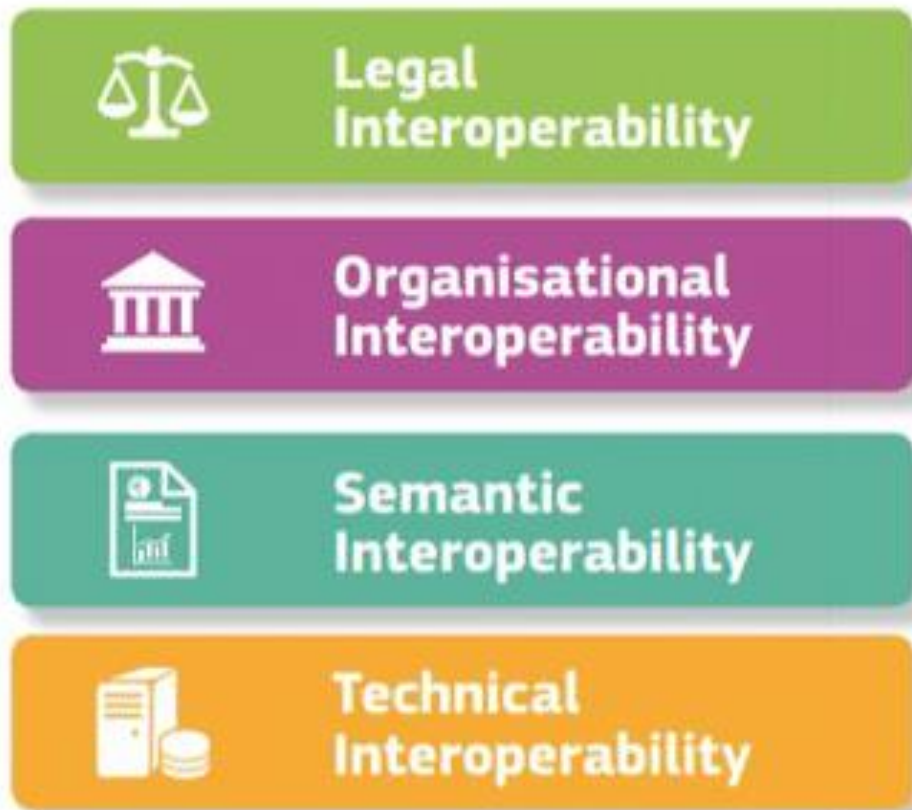 Legal
Interoperability
Organisational
Interoperability
Semantic
Interoperability
Technical
Interoperability